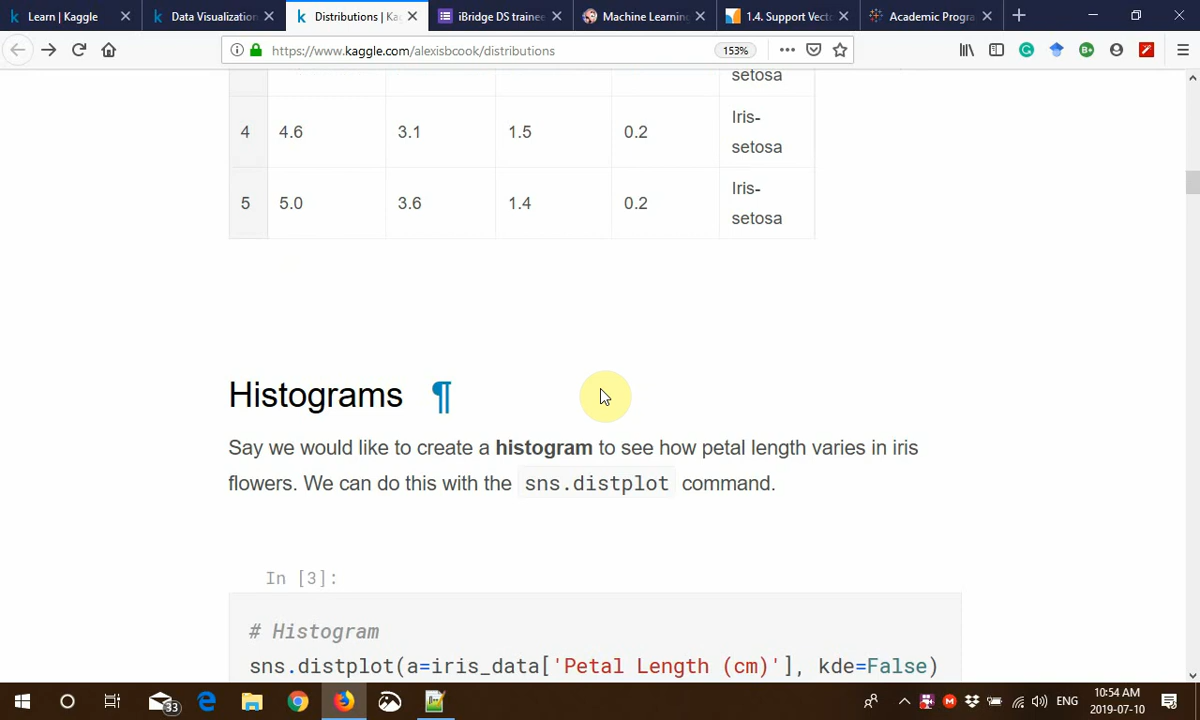 Learn | Kaggle
Data Visualization
Distributions | Ka
iBridge DS trainee
Machine Learning
1.4. Support Vect
Academic Progra
https://www.kaggle.com/alexisbcook/distributions
153%
setosa
4 4.6 3.1 1.5 0.2 Iris-
setosa
5 5.0 3.6 1.4 0.2 Iris-
setosa
Histograms ¶
Say we would like to create a histogram to see how petal length varies in iris
flowers. We can do this with the sns.distplot command.
In [3]:
# Histogram
sns.distplot(a=iris_data['Petal Length (cm)'], kde=False)
33
ENG
10:54 AM
2019-07-10